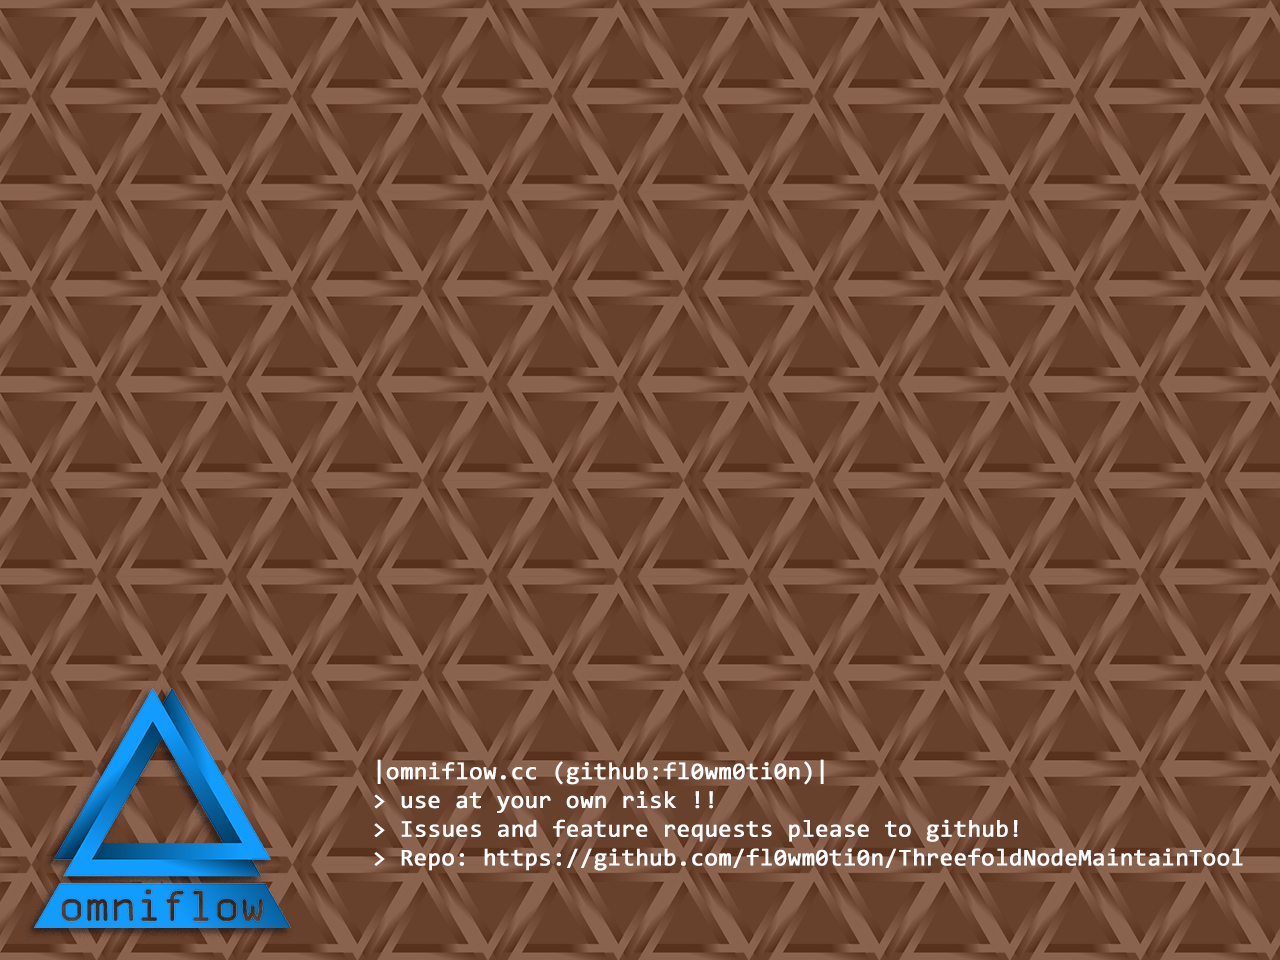 |omniflow.cc (github:fl0wm0ti0n)|
> use at your own risk !!
> Issues and feature requests please to github!
> Repo: https://github.com/fl0wm0ti0n/ThreefoldNodeMaintainTool
omniflow